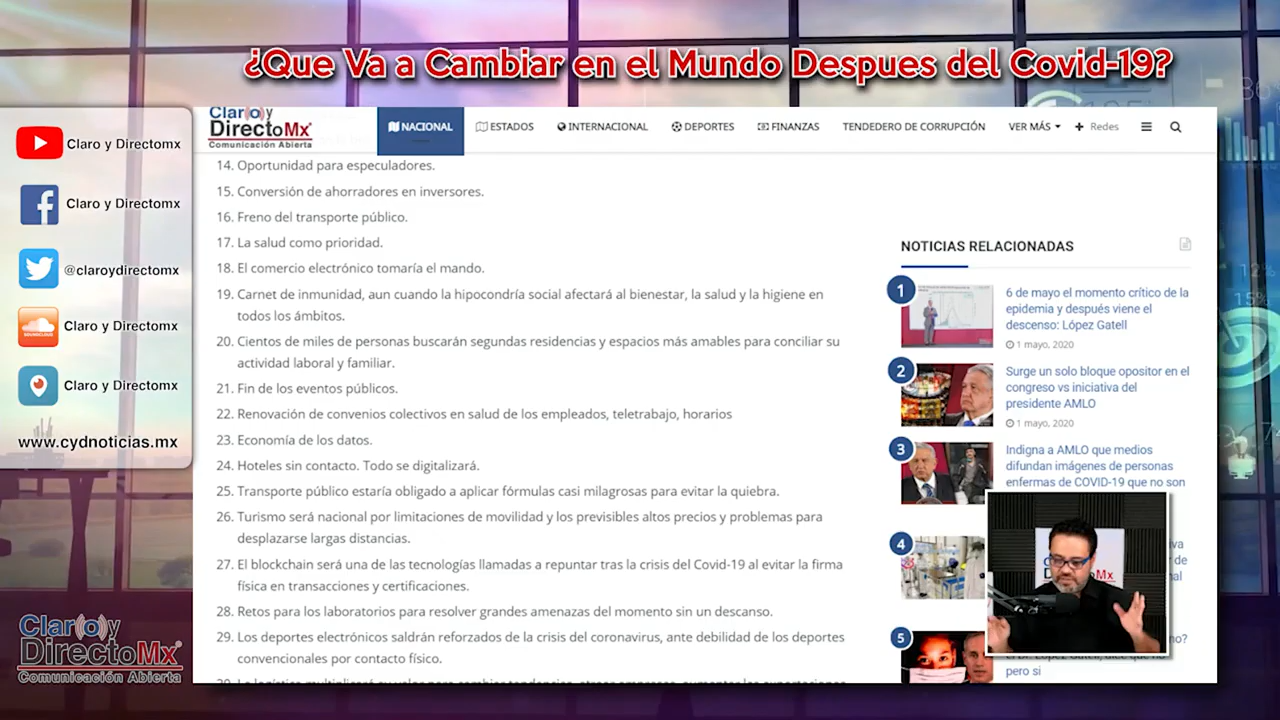 ¿Que Va a Cambiar en el Mundo Despues del Covid-19?
Claro y Directomx
Claro y Directomx
@claroydirectomx
SOUNDCLOUD
Claro y Directomx
Claro y Directomx
www.cydnoticias.mx
Claro y
DirectoMx
Comunicación Abierta
Claro y
DirectoMx
Comunicación Abierta
NACIONAL
ESTADOS
INTERNACIONAL
DEPORTES
FINANZAS
TENDEDERO DE CORRUPCIÓN
VER MÁS
Redes
14. Oportunidad para especuladores.
15. Conversión de ahorradores en inversores.
16. Freno del transporte público.
17. La salud como prioridad.
18. El comercio electrónico tomaría el mando.
19. Carnet de inmunidad, aun cuando la hipocondría social afectará al bienestar, la salud y la higiene en
todos los ámbitos.
20. Cientos de miles de personas buscarán segundas residencias y espacios más amables para conciliar su
actividad laboral y familiar.
21. Fin de los eventos públicos.
22. Renovación de convenios colectivos en salud de los empleados, teletrabajo, horarios
23. Economía de los datos.
24. Hoteles sin contacto. Todo se digitalizará.
25. Transporte público estaría obligado a aplicar fórmulas casi milagrosas para evitar la quiebra.
26. Turismo será nacional por limitaciones de movilidad y los previsibles altos precios y problemas para
desplazarse largas distancias.
27. El blockchain será una de las tecnologías llamadas a repuntar tras la crisis del Covid-19 al evitar la firma
física en transacciones y certificaciones.
28. Retos para los laboratorios para resolver grandes amenazas del momento sin un descanso.
29. Los deportes electrónicos saldrán reforzados de la crisis del coronavirus, ante debilidad de los deportes
convencionales por contacto físico.
NOTICIAS RELACIONADAS
1
6 de mayo el momento crítico de la
epidemia y después viene el
descenso: López Gatell
1 mayo, 2020
2
Surge un solo bloque opositor en el
congreso vs iniciativa del
presidente AMLO
1 mayo, 2020
3
Indigna a AMLO que medios
difundan imágenes de personas
enfermas de COVID-19 que no son
4
5
pero si